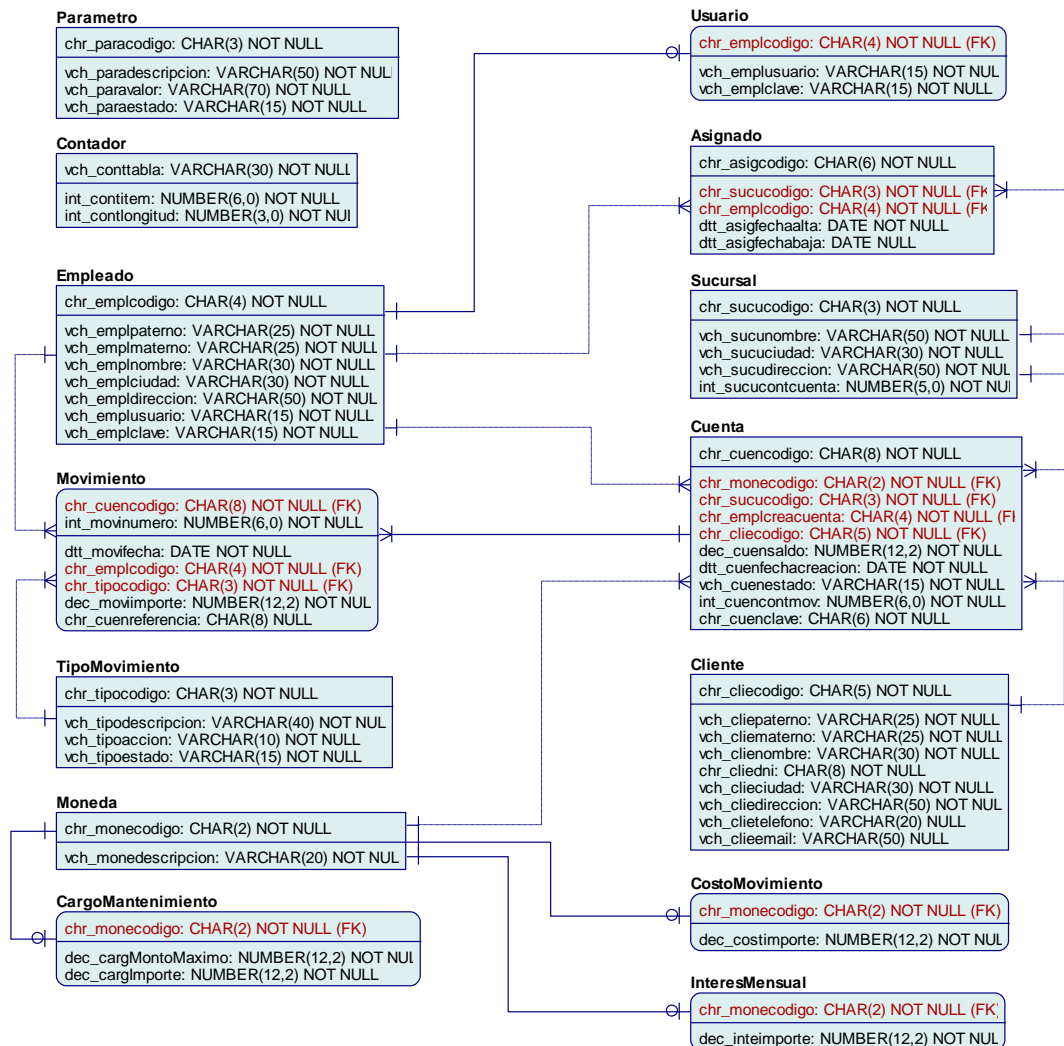 Parametro
chr_paracodigo: CHAR(3) NOT NULL
vch_paradescripcion: VARCHAR(50) NOT NUL
vch_paravalor: VARCHAR(70) NOT NULL
vch_paraestado: VARCHAR(15) NOT NULL
Contador
vch_conttabla: VARCHAR(30) NOT NULL
int_contitem: NUMBER(6,0) NOT NULL
int_contlongitud: NUMBER(3,0) NOT NUL
Empleado
chr_emplcodigo: CHAR(4) NOT NULL
vch_emplpaterno: VARCHAR(25) NOT NULL
vch_emplmaterno: VARCHAR(25) NOT NULL
vch_emplnombre: VARCHAR(30) NOT NULL
vch_emplciudad: VARCHAR(30) NOT NULL
vch_empldireccion: VARCHAR(50) NOT NUL
vch_emplusuario: VARCHAR(15) NOT NULL
vch_emplclave: VARCHAR(15) NOT NULL
Movimiento
chr_cuencodigo: CHAR(8) NOT NULL (FK)
int_movinumero: NUMBER(6,0) NOT NULL
dtt_movifecha: DATE NOT NULL
chr_emplcodigo: CHAR(4) NOT NULL (FK)
chr_tipocodigo: CHAR(3) NOT NULL (FK)
dec_moviimporte: NUMBER(12,2) NOT NUL
chr_cuenreferencia: CHAR(8) NULL
TipoMovimiento
chr_tipocodigo: CHAR(3) NOT NULL
vch_tipodescripcion: VARCHAR(40) NOT NUL
vch_tipoaccion: VARCHAR(10) NOT NULL
vch_tipoestado: VARCHAR(15) NOT NULL
Moneda
chr_monecodigo: CHAR(2) NOT NULL
vch_monedescripcion: VARCHAR(20) NOT NUL
CargoMantenimiento
chr_monecodigo: CHAR(2) NOT NULL (FK)
dec_cargMontoMaximo: NUMBER(12,2) NOT NUL
dec_cargImporte: NUMBER(12,2) NOT NULL
Usuario
chr_emplcodigo: CHAR(4) NOT NULL (FK)
vch_emplusuario: VARCHAR(15) NOT NUL
vch_emplclave: VARCHAR(15) NOT NULL
Asignado
chr_asigcodigo: CHAR(6) NOT NULL
chr_sucucodigo: CHAR(3) NOT NULL (FK
chr_emplcodigo: CHAR(4) NOT NULL (FK
dtt_asigfechaalta: DATE NOT NULL
dtt_asigfechabaja: DATE NULL
Sucursal
chr_sucucodigo: CHAR(3) NOT NULL
vch_sucunombre: VARCHAR(50) NOT NULL
vch_sucuciudad: VARCHAR(30) NOT NULL
vch_sucudireccion: VARCHAR(50) NOT NUL
int_sucucontcuenta: NUMBER(5,0) NOT NUL
Cuenta
chr_cuencodigo: CHAR(8) NOT NULL
chr_monecodigo: CHAR(2) NOT NULL (FK)
chr_sucucodigo: CHAR(3) NOT NULL (FK)
chr_emplcreacuenta: CHAR(4) NOT NULL (FK
chr_cliecodigo: CHAR(5) NOT NULL (FK)
dec_cuensaldo: NUMBER(12,2) NOT NULL
dtt_cuenfechacreacion: DATE NOT NULL
vch_cuenestado: VARCHAR(15) NOT NULL
int_cuencontmov: NUMBER(6,0) NOT NULL
chr_cuenclave: CHAR(6) NOT NULL
Cliente
chr_cliecodigo: CHAR(5) NOT NULL
vch_cliepaterno: VARCHAR(25) NOT NULL
vch_cliematerno: VARCHAR(25) NOT NULL
vch_clienombre: VARCHAR(30) NOT NULL
chr_cliedni: CHAR(8) NOT NULL
vch_clieciudad: VARCHAR(30) NOT NULL
vch_cliedireccion: VARCHAR(50) NOT NUL
vch_clietelefono: VARCHAR(20) NULL
vch_clieemail: VARCHAR(50) NULL
CostoMovimiento
chr_monecodigo: CHAR(2) NOT NULL (FK)
dec_costimporte: NUMBER(12,2) NOT NUL
InteresMensual
chr_monecodigo: CHAR(2) NOT NULL (FK)
dec_inteimporte: NUMBER(12,2) NOT NUL